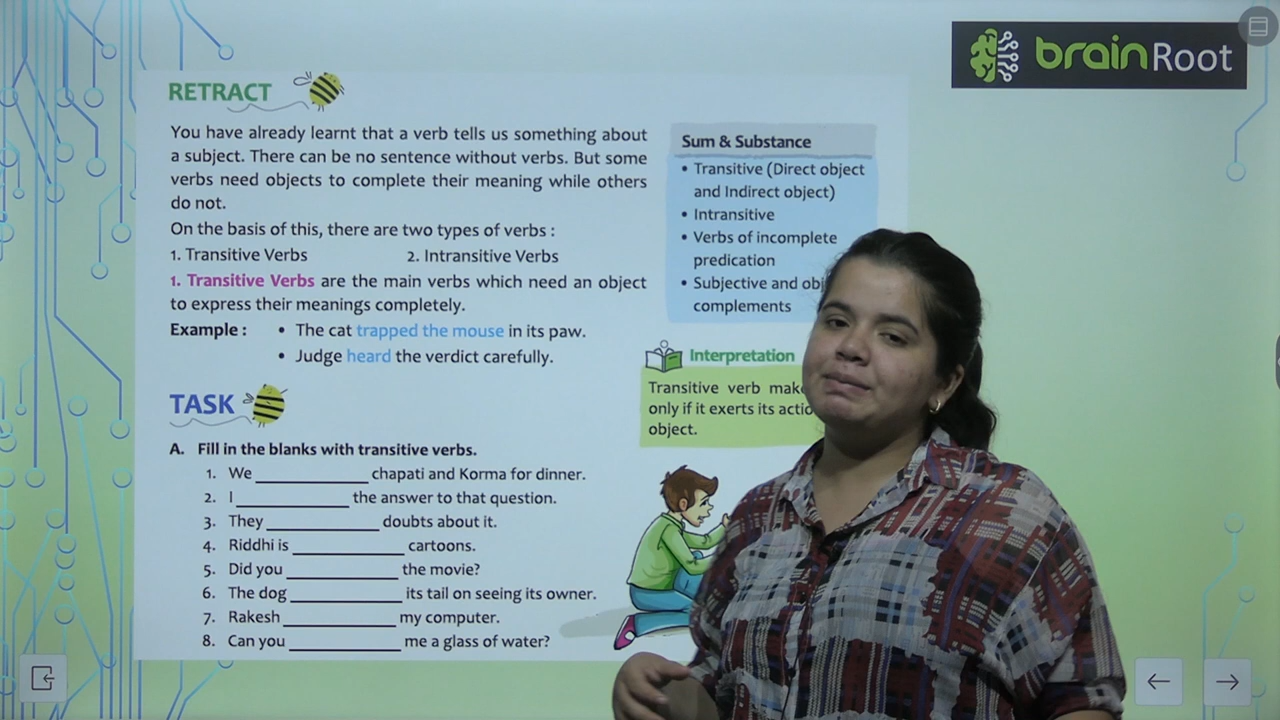 brainRoot
RETRACT
You have already learnt that a verb tells us something about
a subject. There can be no sentence without verbs. But some
verbs need objects to complete their meaning while others
do not.
On the basis of this, there are two types of verbs :
1. Transitive Verbs 2. Intransitive Verbs
1. Transitive Verbs are the main verbs which need an object
to express their meanings completely.
Example : • The cat trapped the mouse in its paw.
• Judge heard the verdict carefully.
Sum & Substance
• Transitive (Direct object
and Indirect object)
• Intransitive
• Verbs of incomplete
predication
• Subjective and
complements
Interpretation
Transitive verb
only if it exerts its
object.
TASK
A. Fill in the blanks with transitive verbs.
1. We ____________ chapati and Korma for dinner.
2. I ____________ the answer to that question.
3. They ____________ doubts about it.
4. Riddhi is ____________ cartoons.
5. Did you ____________ the movie?
6. The dog ____________ its tail on seeing its owner.
7. Rakesh ____________ my computer.
8. Can you ____________ me a glass of water?